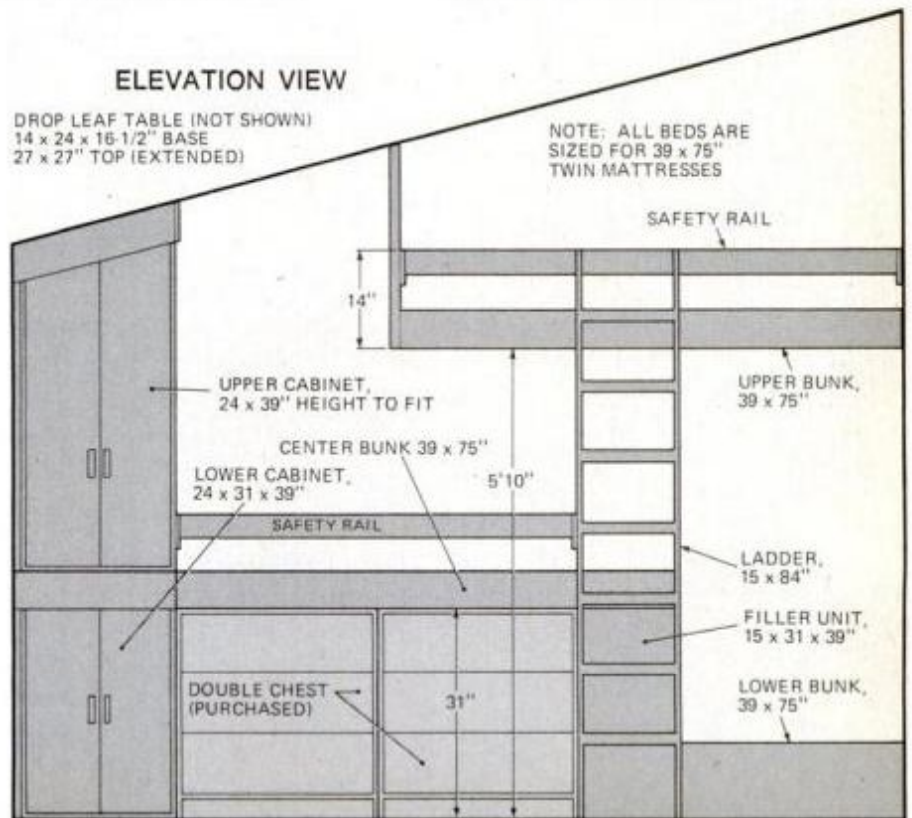 ELEVATION VIEW
DROP LEAF TABLE (NOT SHOWN)
14 x 24 x 16-1/2" BASE
27 x 27" TOP (EXTENDED)
NOTE: ALL BEDS ARE
SIZED FOR 39 x 75"
TWIN MATTRESSES
SAFETY RAIL
14"
UPPER CABINET,
24 x 39" HEIGHT TO FIT
UPPER BUNK,
39 x 75"
CENTER BUNK 39 x 75"
LOWER CABINET,
24 x 31 x 39"
5'10"
SAFETY RAIL
LADDER,
15 x 84"
FILLER UNIT,
15 x 31 x 39"
DOUBLE CHEST
(PURCHASED)
31"
LOWER BUNK,
39 x 75"